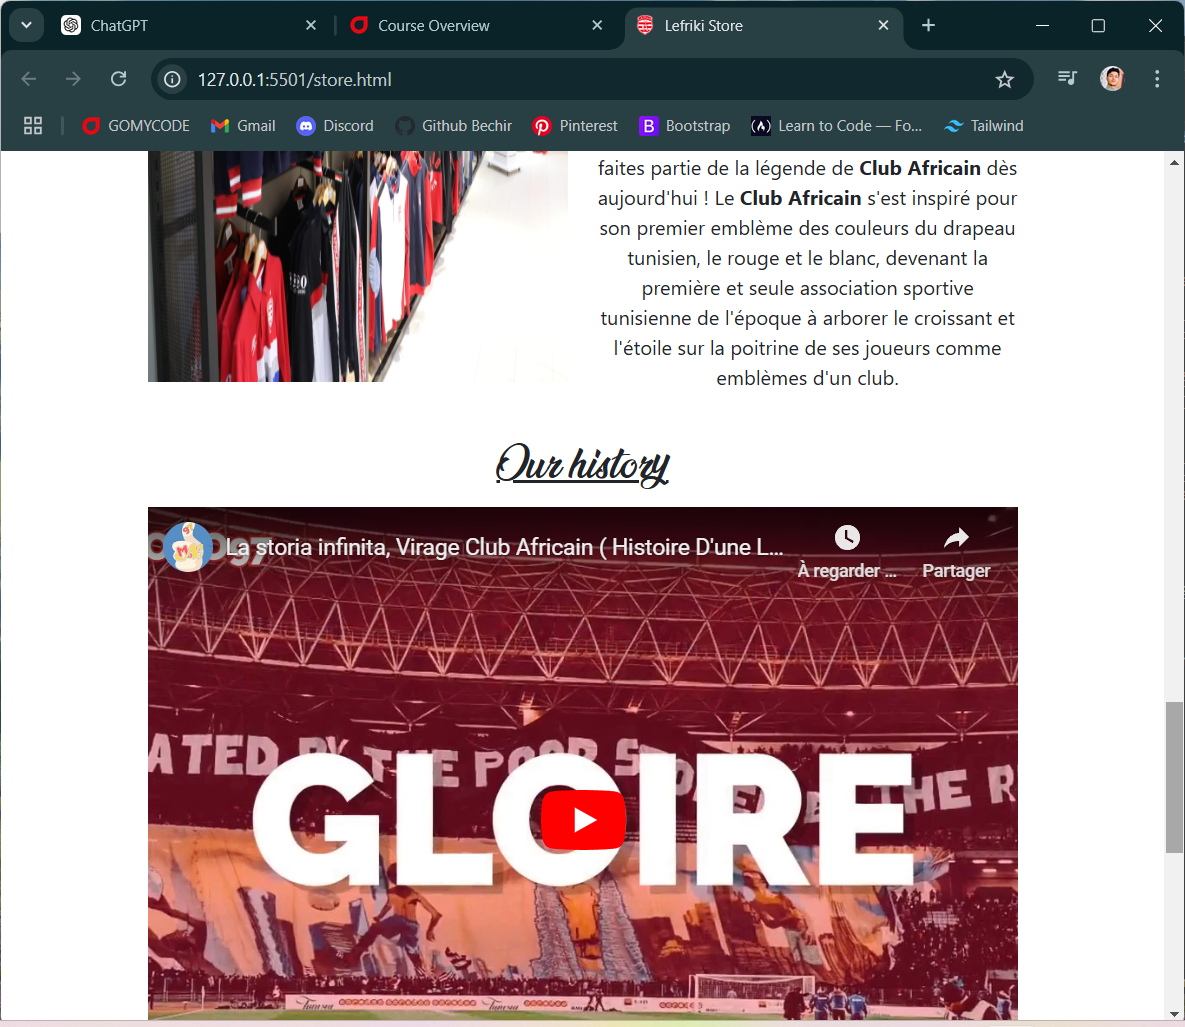 ChatGPT
Course Overview
Lefriki Store
127.0.0.1:5501/store.html
GOMYCODE
Gmail
Discord
Github Bechir
Pinterest
B Bootstrap
Learn to Code — Fo...
Tailwind
faites partie de la légende de Club Africain dès
aujourd'hui ! Le Club Africain s'est inspiré pour
son premier emblème des couleurs du drapeau
tunisien, le rouge et le blanc, devenant la
première et seule association sportive
tunisienne de l'époque à arborer le croissant et
l'étoile sur la poitrine de ses joueurs comme
emblèmes d'un club.
Our history
La storia infinita, Virage Club Africain ( Histoire D'une L...
À regarder ...
Partager
ATED BY THE POOR THE R
GLOIRE
ooredoo ooredoo ooredoo